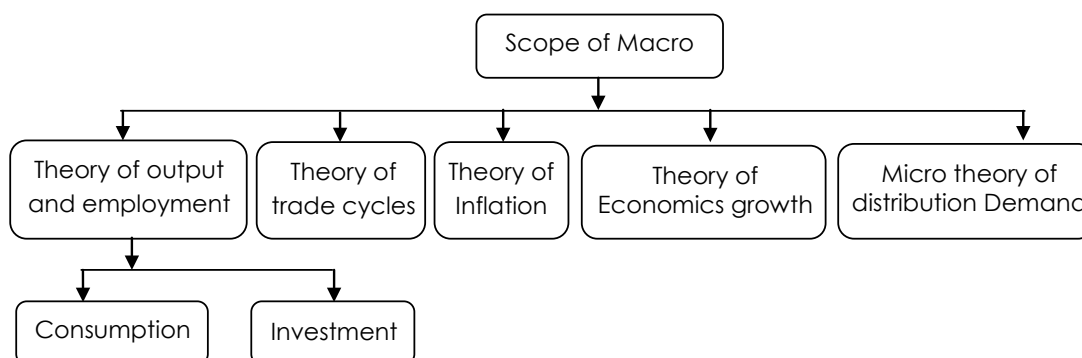 Scope of Macro
Theory of output
and employment
Theory of
trade cycles
Theory of
Inflation
Theory of
Economics growth
Micro theory of
distribution Demand
Consumption
Investment